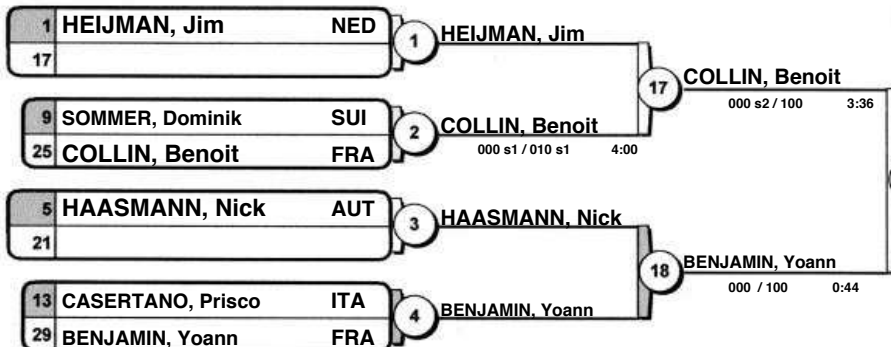 1 HEIJMAN, Jim NED
17
1
HEIJMAN, Jim
9 SOMMER, Dominik SUI
25 COLLIN, Benoit FRA
2
COLLIN, Benoit
000 s1 / 010 s1 4:00
17
COLLIN, Benoit
000 s2 / 100 3:36
5 HAASMANN, Nick AUT
21
3
HAASMANN, Nick
13 CASERTANO, Prisco ITA
29 BENJAMIN, Yoann FRA
4
BENJAMIN, Yoann
18
BENJAMIN, Yoann
000 / 100 0:44